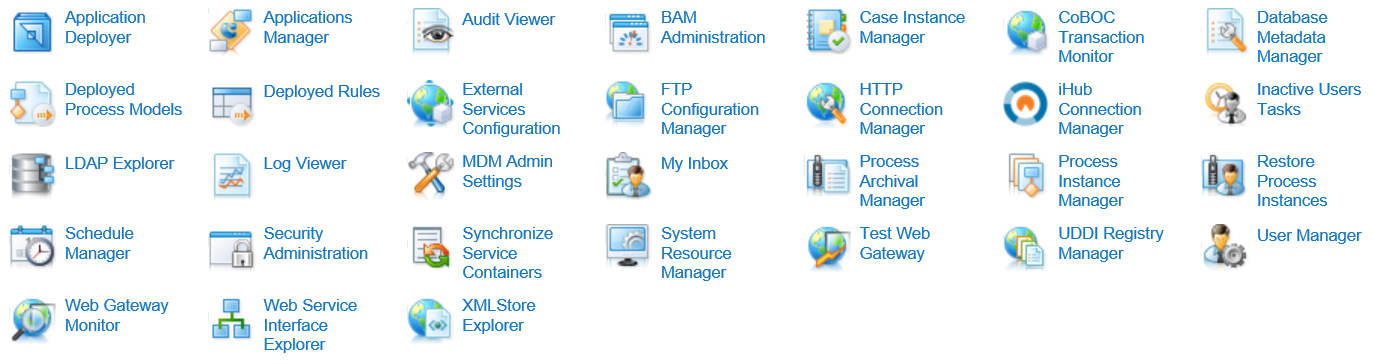 Application
Deployer
Applications
Manager
Audit Viewer
BAM
Administration
Case Instance
Manager
CoBOC
Transaction
Monitor
Database
Metadata
Manager
Deployed
Process Models
Deployed Rules
External
Services
Configuration
FTP
Configuration
Manager
HTTP
Connection
Manager
iHub
Connection
Manager
Inactive Users
Tasks
LDAP Explorer
Log Viewer
MDM Admin
Settings
My Inbox
Process
Archival
Manager
Process
Instance
Manager
Restore
Process
Instances
Schedule
Manager
Security
Administration
Synchronize
Service
Containers
System
Resource
Manager
Test Web
Gateway
UDDI Registry
Manager
User Manager
Web Gateway
Monitor
Web Service
Interface
Explorer
XMLStore
Explorer